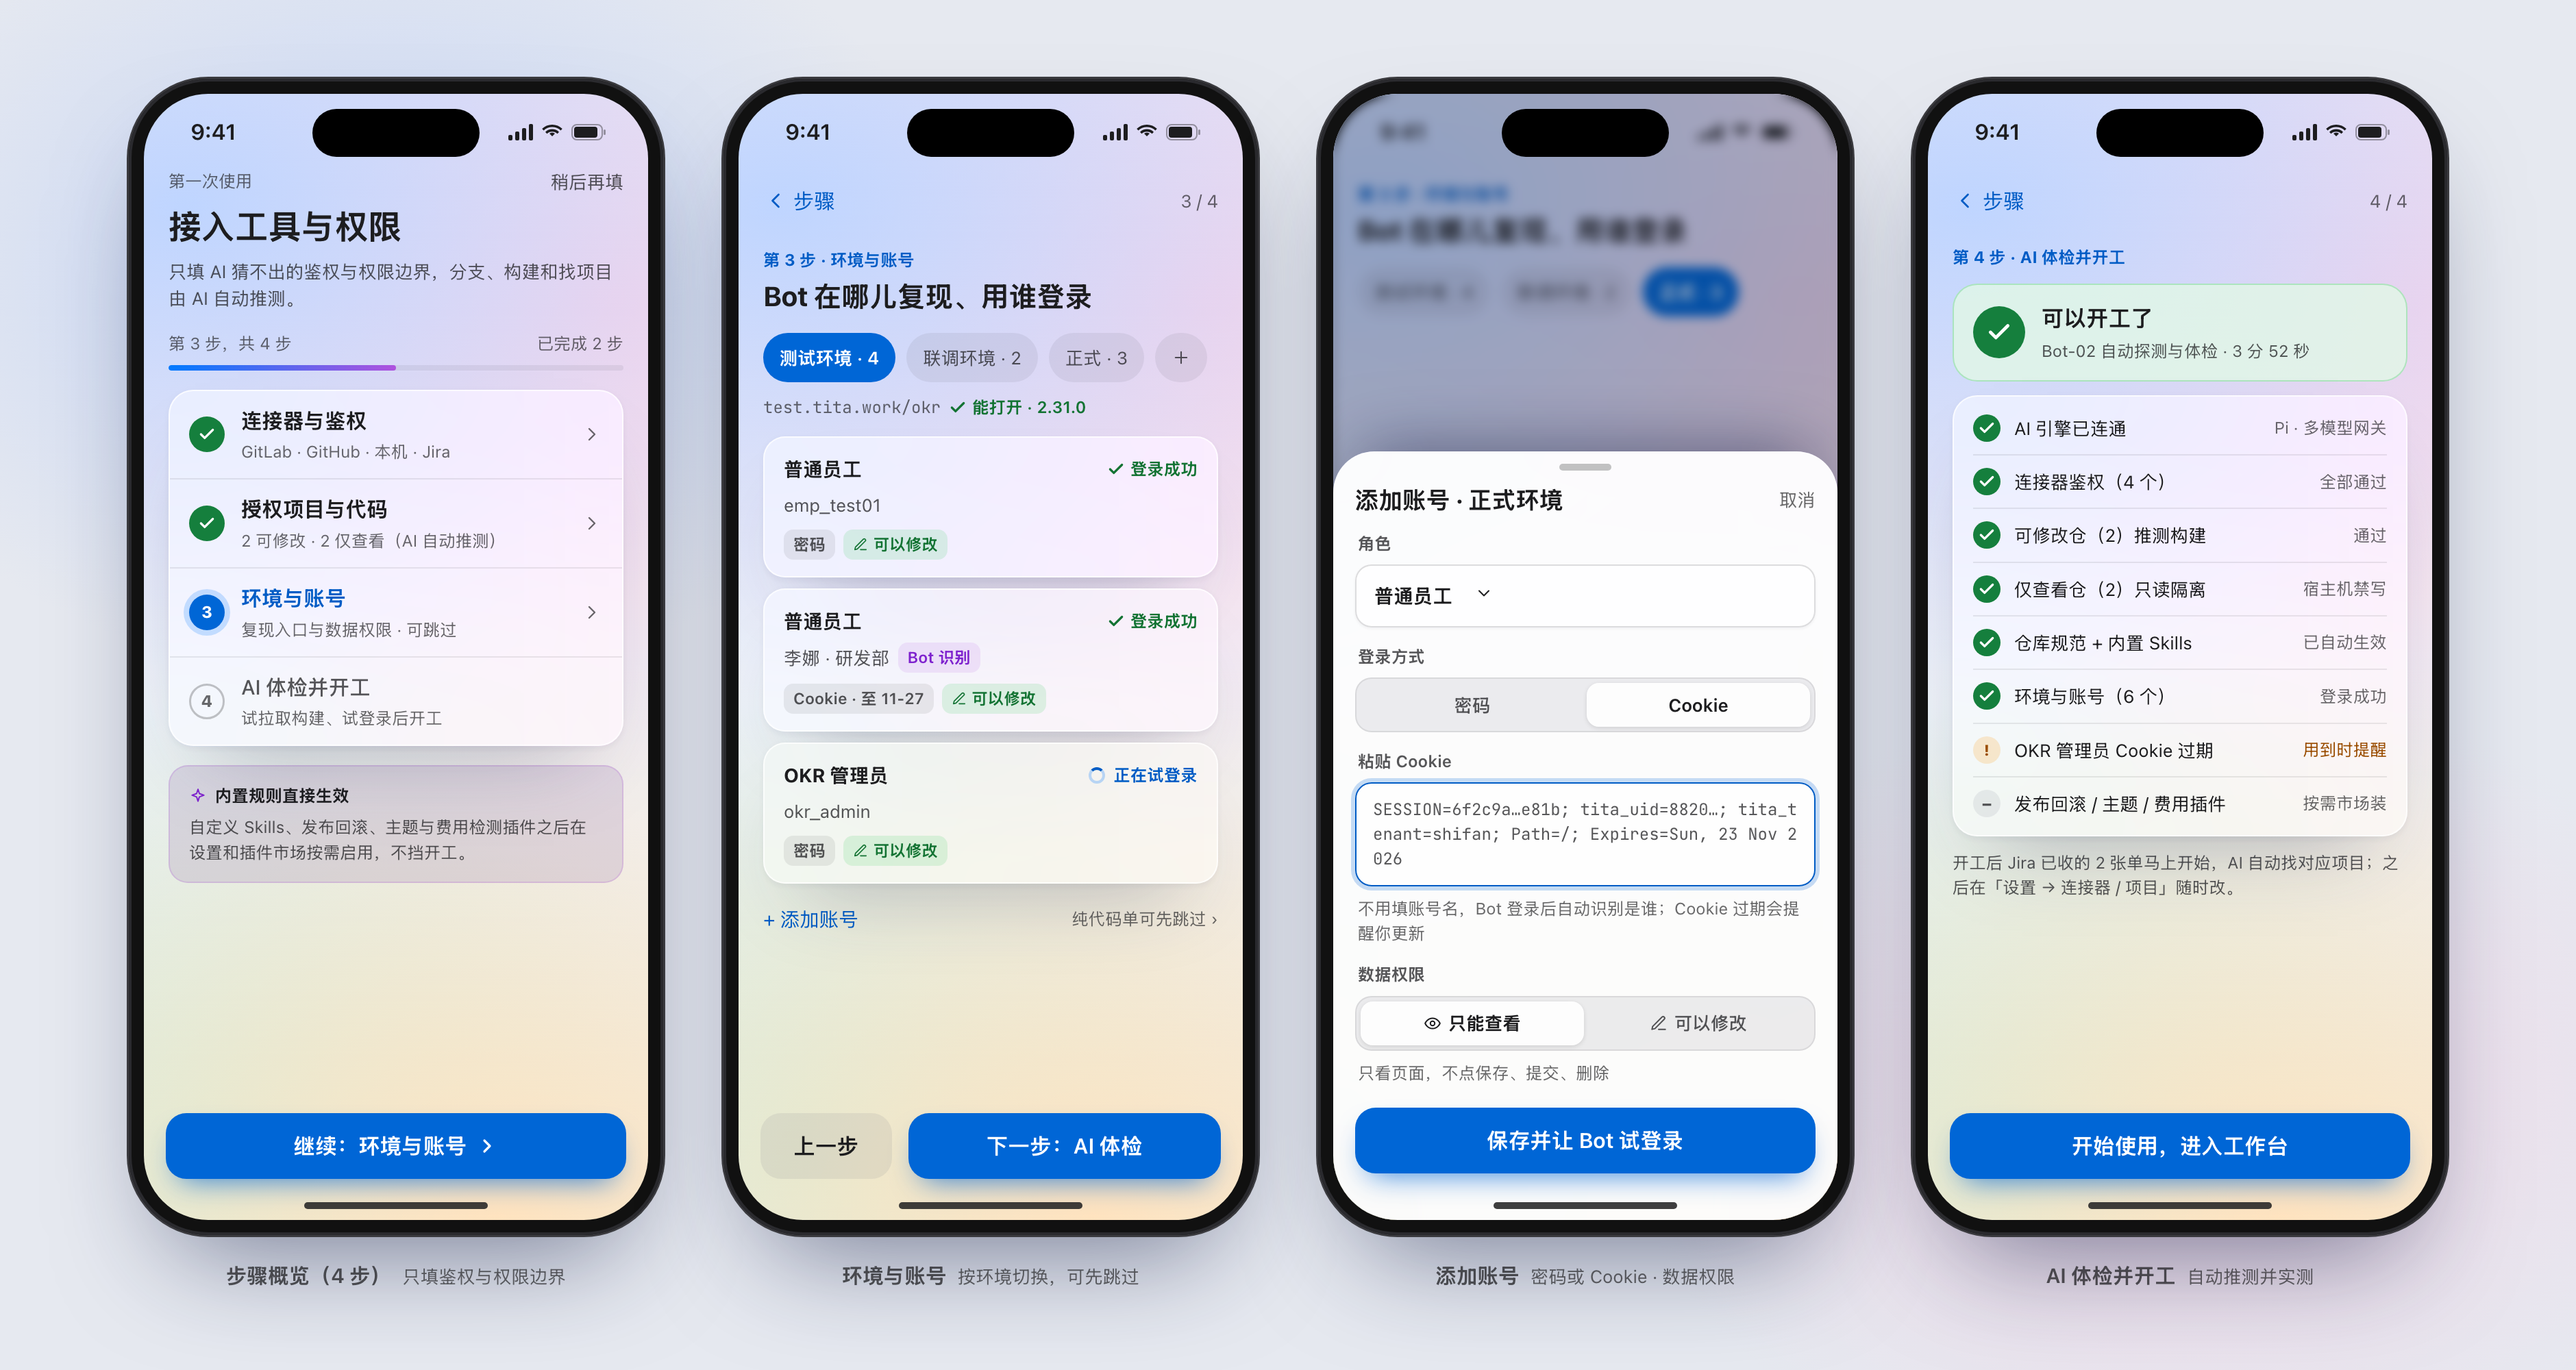 9:41
第一次使用
稍后再填
接入工具与权限
只填 AI 猜不出的鉴权与权限边界，分支、构建和找项目
由 AI 自动推测。
第 3 步，共 4 步
已完成 2 步
连接器与鉴权
GitLab · GitHub · 本机 · Jira
授权项目与代码
2 可修改 · 2 仅查看（AI 自动推测）
3
环境与账号
复现入口与数据权限 · 可跳过
4
AI 体检并开工
试拉取构建、试登录后开工
内置规则直接生效
自定义 Skills、发布回滚、主题与费用检测插件之后在
设置和插件市场按需启用，不挡开工。
继续：环境与账号
步骤概览（4 步） 只填鉴权与权限边界
9:41
步骤
3 / 4
第 3 步 · 环境与账号
Bot 在哪儿复现、用谁登录
测试环境 · 4
联调环境 · 2
正式 · 3
+
test.tita.work/okr 能打开 · 2.31.0
普通员工
登录成功
emp_test01
密码
可以修改
普通员工
登录成功
李娜 · 研发部 Bot 识别
Cookie · 至 11-27
可以修改
OKR 管理员
正在试登录
okr_admin
密码
可以修改
+ 添加账号
纯代码单可先跳过 ›
上一步
下一步：AI 体检
环境与账号 按环境切换，可先跳过
9:41
Bot 在哪儿复现、用谁登录
添加账号 · 正式环境
取消
角色
普通员工
登录方式
密码
Cookie
粘贴 Cookie
SESSION=6f2c9a…e81b; tita_uid=8820…; tita_t
enant=shifan; Path=/; Expires=Sun, 23 Nov 2
026
不用填账号名，Bot 登录后自动识别是谁；Cookie 过期会提
醒你更新
数据权限
只能查看
可以修改
只看页面，不点保存、提交、删除
保存并让 Bot 试登录
添加账号 密码或 Cookie · 数据权限
9:41
步骤
4 / 4
第 4 步 · AI 体检并开工
可以开工了
Bot-02 自动探测与体检 · 3 分 52 秒
AI 引擎已连通
Pi · 多模型网关
连接器鉴权（4 个）
全部通过
可修改仓（2）推测构建
通过
仅查看仓（2）只读隔离
宿主机禁写
仓库规范 + 内置 Skills
已自动生效
环境与账号（6 个）
登录成功
! OKR 管理员 Cookie 过期
用到时提醒
– 发布回滚 / 主题 / 费用插件
按需市场装
开工后 Jira 已收的 2 张单马上开始，AI 自动找对应项目；之
后在「设置 → 连接器 / 项目」随时改。
开始使用，进入工作台
AI 体检并开工 自动推测并实测